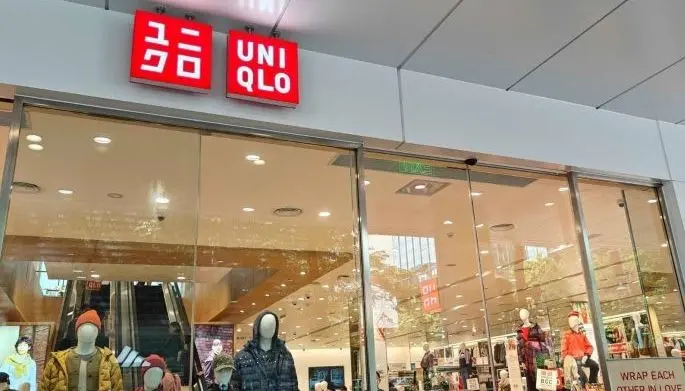 ユニ
クロ
UNI
QLO
WRAP EACH
OTHER IN LOVE